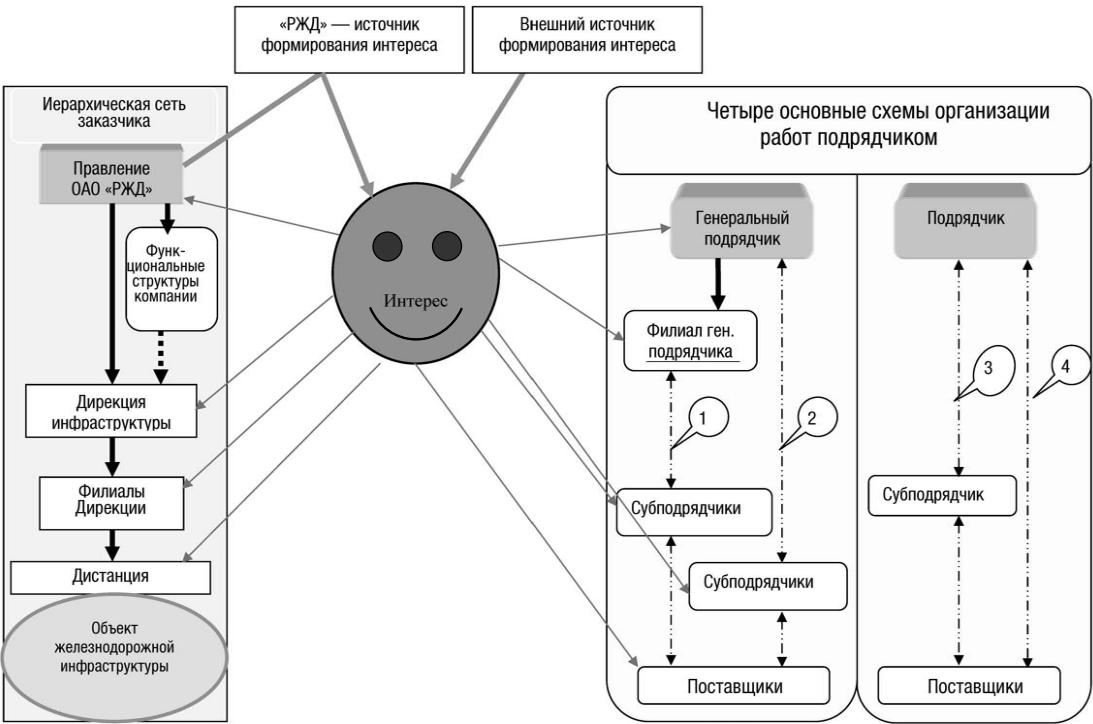 «РЖД» — источник
формирования интереса
Внешний источник
формирования интереса
Иерархическая сеть
заказчика
Правление
ОАО «РЖД»
Функ-
циональные
структуры
компании
Дирекция
инфраструктуры
Филиалы
Дирекции
Дистанция
Объект
железнодорожной
инфраструктуры
Интерес
Четыре основные схемы организации
работ подрядчиком
Генеральный
подрядчик
Филиал ген.
подрядчика
1
2
Субподрядчики
Субподрядчики
Поставщики
Подрядчик
3
4
Субподрядчик
Поставщики